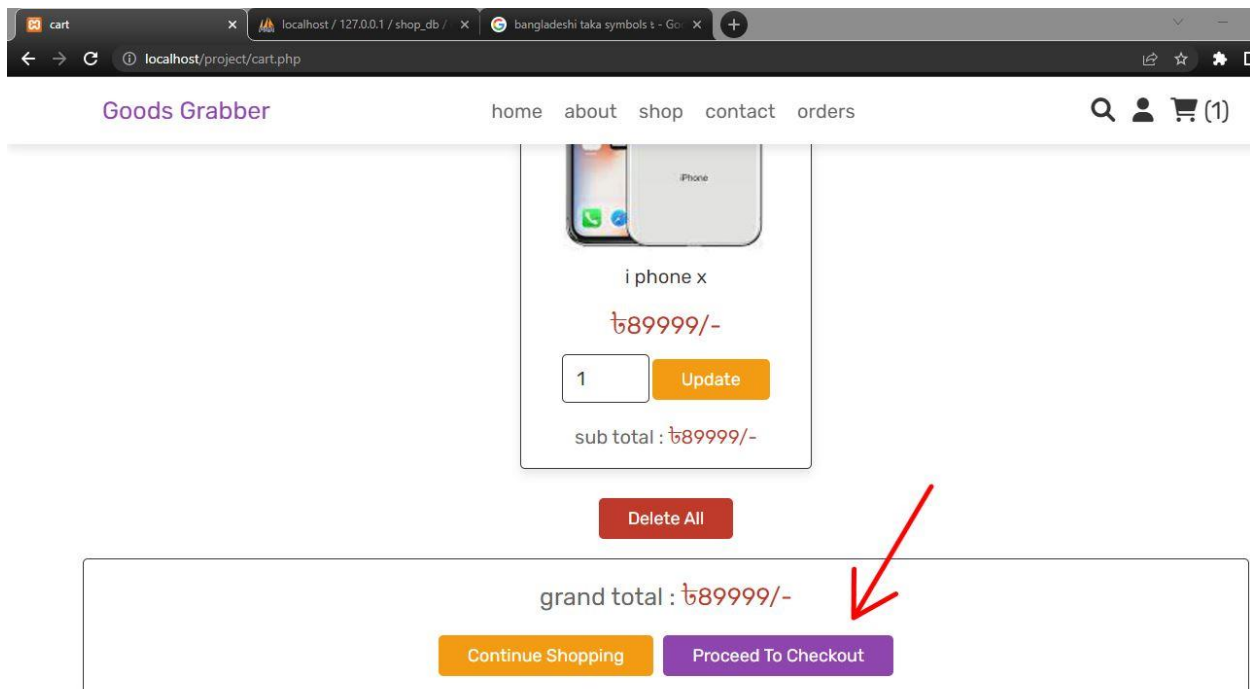 cart
localhost / 127.0.0.1 / shop_db /
bangladeshi taka symbols t - Go
localhost/project/cart.php
Goods Grabber
home about shop contact orders
(1)
iPhone
i phone x
৳89999/-
1 Update
sub total : ৳89999/-
Delete All
grand total : ৳89999/-
Continue Shopping Proceed To Checkout